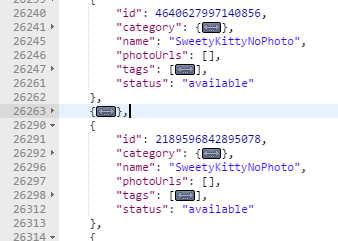 26239 {
26240 "id": 4640627997140856,
26241 "category": {↔},
26245 "name": "SweetyKittyNoPhoto",
26246 "photoUrls": [],
26247 "tags": [↔],
26261 "status": "available"
26262 },
26263 {↔},
26290 {
26291 "id": 2189596842895078,
26292 "category": {↔},
26296 "name": "SweetyKittyNoPhoto",
26297 "photoUrls": [],
26298 "tags": [↔],
26312 "status": "available"
26313 },
26314 {